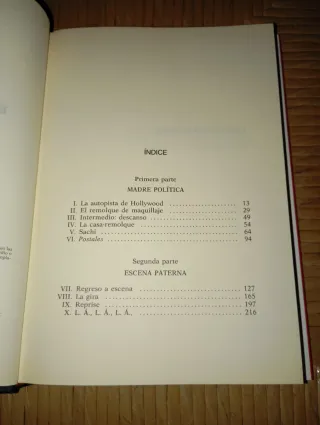 ÍNDICE
Primera parte
MADRE POLÍTICA
I. La autopista de Hollywood 13
II. El remolque de maquillaje 29
III. Intermedio: descanso 49
IV. La casa-remolque 54
V. Sachi 64
VI. Postales 94
Segunda parte
ESCENA PATERNA
VII. Regreso a escena 127
VIII. La gira 165
IX. Reprise 197
X. L. Á., L. Á., L. Á. 216